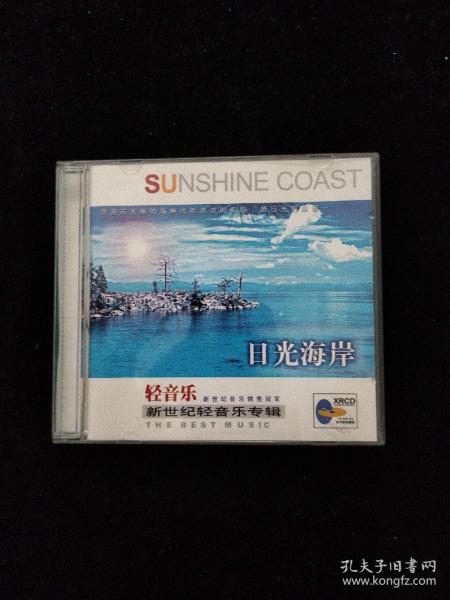 SUNSHINE COAST
日光海岸
轻音乐
新世纪音乐销售冠军
新世纪轻音乐专辑
THE BEST MUSIC
XRCD
孔夫子旧书网
www.kongfz.com